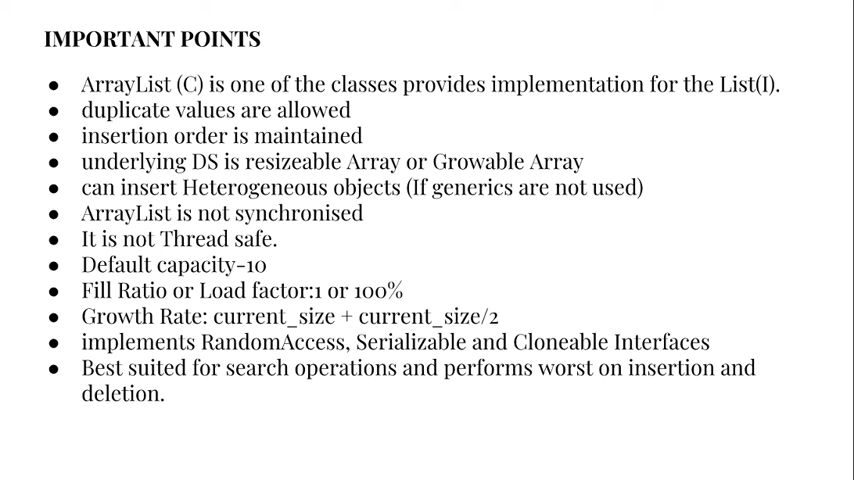 IMPORTANT POINTS
● ArrayList (C) is one of the classes provides implementation for the List(I).
● duplicate values are allowed
● insertion order is maintained
● underlying DS is resizeable Array or Growable Array
● can insert Heterogeneous objects (If generics are not used)
● ArrayList is not synchronised
● It is not Thread safe.
● Default capacity-10
● Fill Ratio or Load factor:1 or 100%
● Growth Rate: current_size + current_size/2
● implements RandomAccess, Serializable and Cloneable Interfaces
● Best suited for search operations and performs worst on insertion and
deletion.